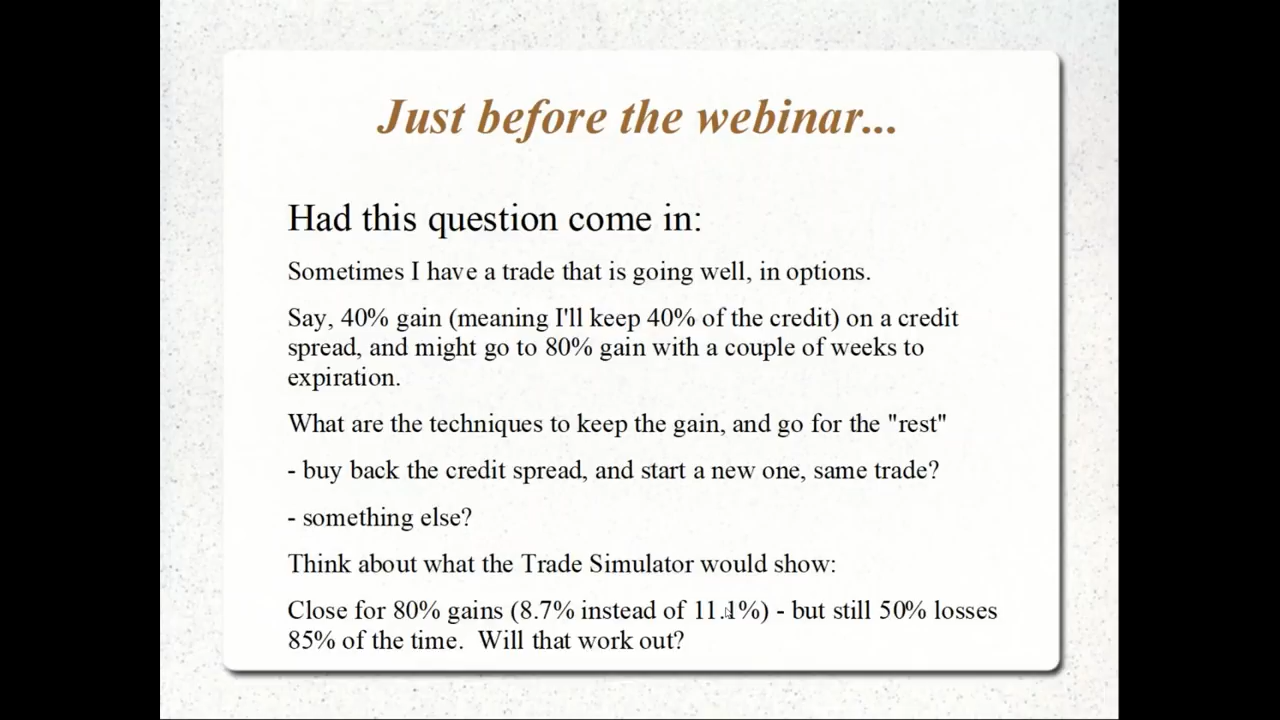 Just before the webinar...
Had this question come in:
Sometimes I have a trade that is going well, in options.
Say, 40% gain (meaning I'll keep 40% of the credit) on a credit
spread, and might go to 80% gain with a couple of weeks to
expiration.
What are the techniques to keep the gain, and go for the "rest"
- buy back the credit spread, and start a new one, same trade?
- something else?
Think about what the Trade Simulator would show:
Close for 80% gains (8.7% instead of 11.1%) - but still 50% losses
85% of the time.  Will that work out?